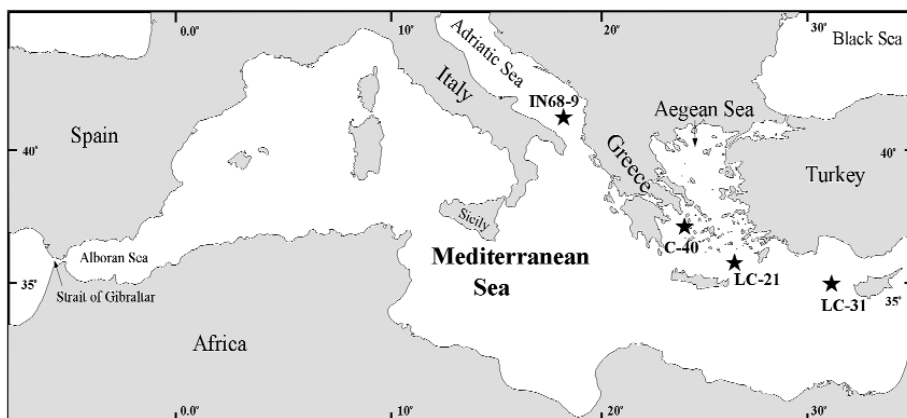 0.0°
10°
20°
30°
Adriatic Sea
Black Sea
Italy
IN68-9
Aegean Sea
Spain
40°
Greece
40°
Turkey
Sicily
C-40
Alboran Sea
Mediterranean
Sea
LC-21
35°
Strait of Gibraltar
LC-31
35°
Africa
0.0°
10°
20°
30°